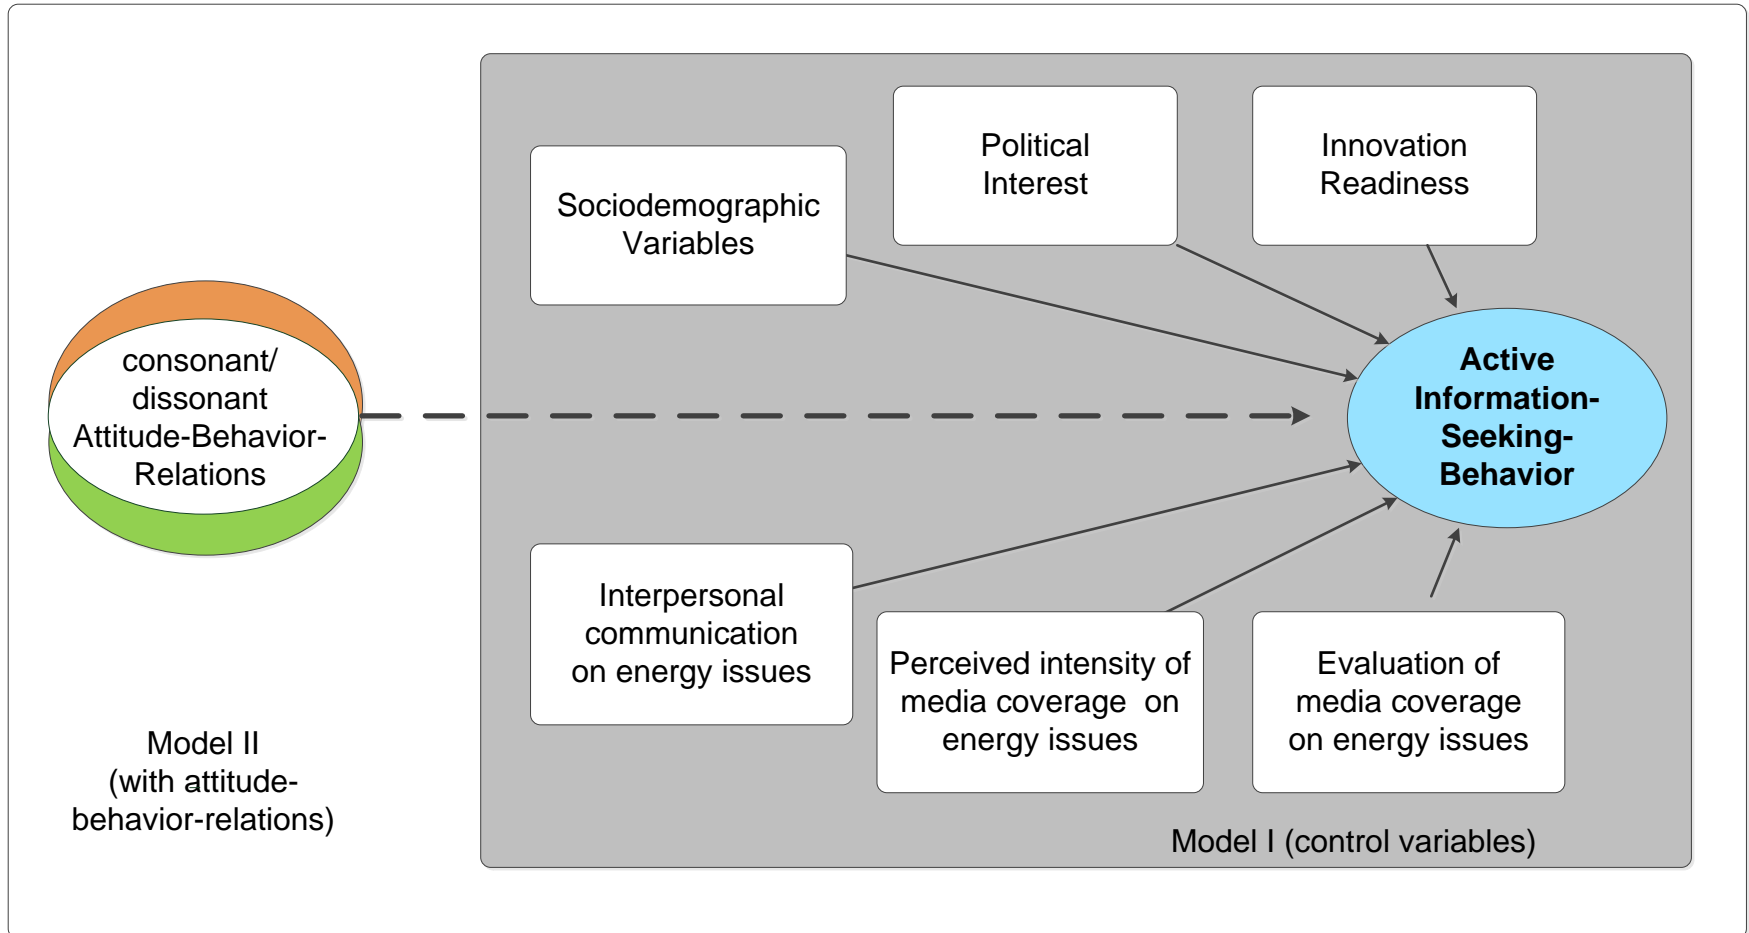 Political
Interest
Innovation
Readiness
Sociodemographic
Variables
consonant/
dissonant
Attitude-Behavior-
Relations
Active
Information-
Seeking-
Behavior
Interpersonal
communication
on energy issues
Perceived intensity of
media coverage  on
energy issues
Evaluation of
media coverage
on energy issues
Model II
(with attitude-
behavior-relations)
Model I (control variables)